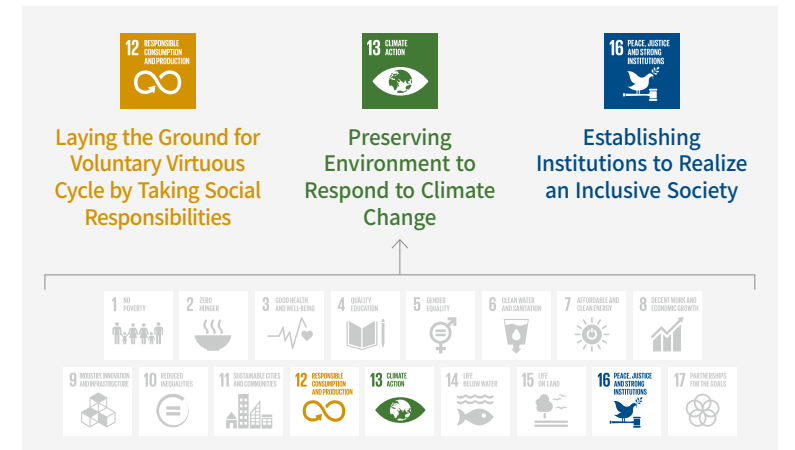 12 RESPONSIBLE
CONSUMPTION
AND PRODUCTION
13 CLIMATE
ACTION
16 PEACE, JUSTICE
AND STRONG
INSTITUTIONS
Laying the Ground for
Voluntary Virtuous
Cycle by Taking Social
Responsibilities
Preserving
Environment to
Respond to Climate
Change
Establishing
Institutions to Realize
an Inclusive Society
1 NO
POVERTY
2 ZERO
HUNGER
3 GOOD HEALTH
AND WELL-BEING
4 QUALITY
EDUCATION
5 GENDER
EQUALITY
6 CLEAN WATER
AND SANITATION
7 AFFORDABLE AND
CLEAN ENERGY
8 DECENT WORK AND
ECONOMIC GROWTH
9 INDUSTRY, INNOVATION
AND INFRASTRUCTURE
10 REDUCED
INEQUALITIES
11 SUSTAINABLE CITIES
AND COMMUNITIES
12 RESPONSIBLE
CONSUMPTION
AND PRODUCTION
13 CLIMATE
ACTION
14 LIFE
BELOW WATER
15 LIFE
ON LAND
16 PEACE, JUSTICE
AND STRONG
INSTITUTIONS
17 PARTNERSHIPS
FOR THE GOALS